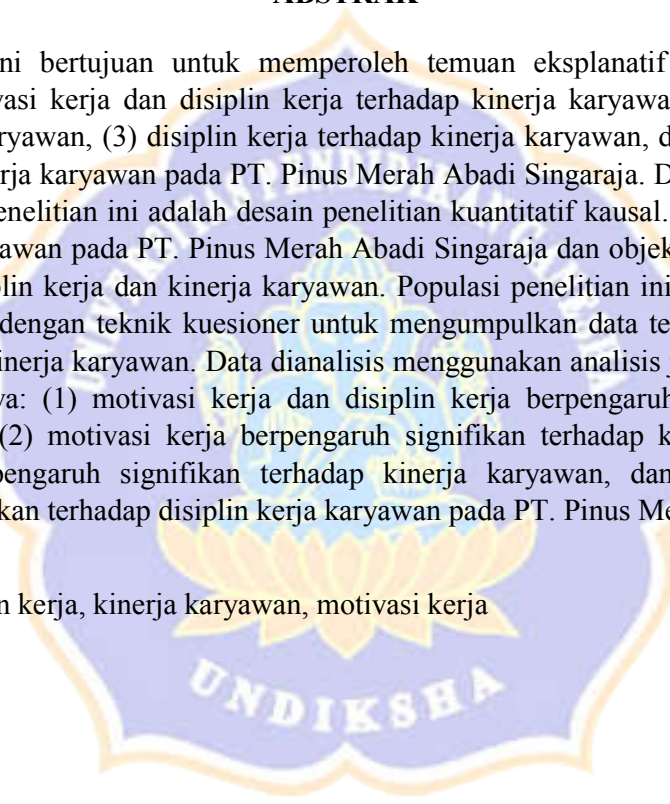 ABSTRAK
ni bertujuan untuk memperoleh temuan eksplanatif
vasi kerja dan disiplin kerja terhadap kinerja karyawa
ryawan, (3) disiplin kerja terhadap kinerja karyawan, d
rja karyawan pada PT. Pinus Merah Abadi Singaraja. D
enelitian ini adalah desain penelitian kuantitatif kausal.
awan pada PT. Pinus Merah Abadi Singaraja dan objek
plin kerja dan kinerja karyawan. Populasi penelitian ini
dengan teknik kuesioner untuk mengumpulkan data te
inerja karyawan. Data dianalisis menggunakan analisis j
va: (1) motivasi kerja dan disiplin kerja berpengaruh
(2) motivasi kerja berpengaruh signifikan terhadap k
pengaruh signifikan terhadap kinerja karyawan, dan
kan terhadap disiplin kerja karyawan pada PT. Pinus Me
n kerja, kinerja karyawan, motivasi kerja
UNDIKSHA